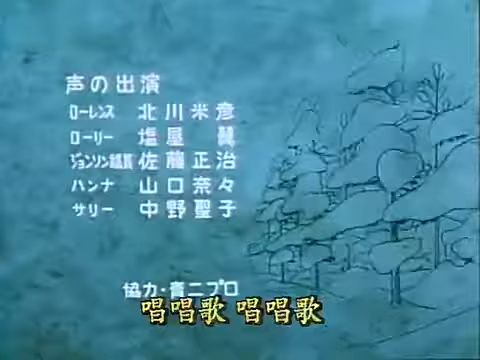 声の出演
ローレンス 北川米彦
ローリー 塩屋 翼
ジョンソン議員 佐藤正治
ハンナ 山口奈々
サリー 中野聖子
協力・青二プロ
唱唱歌 唱唱歌